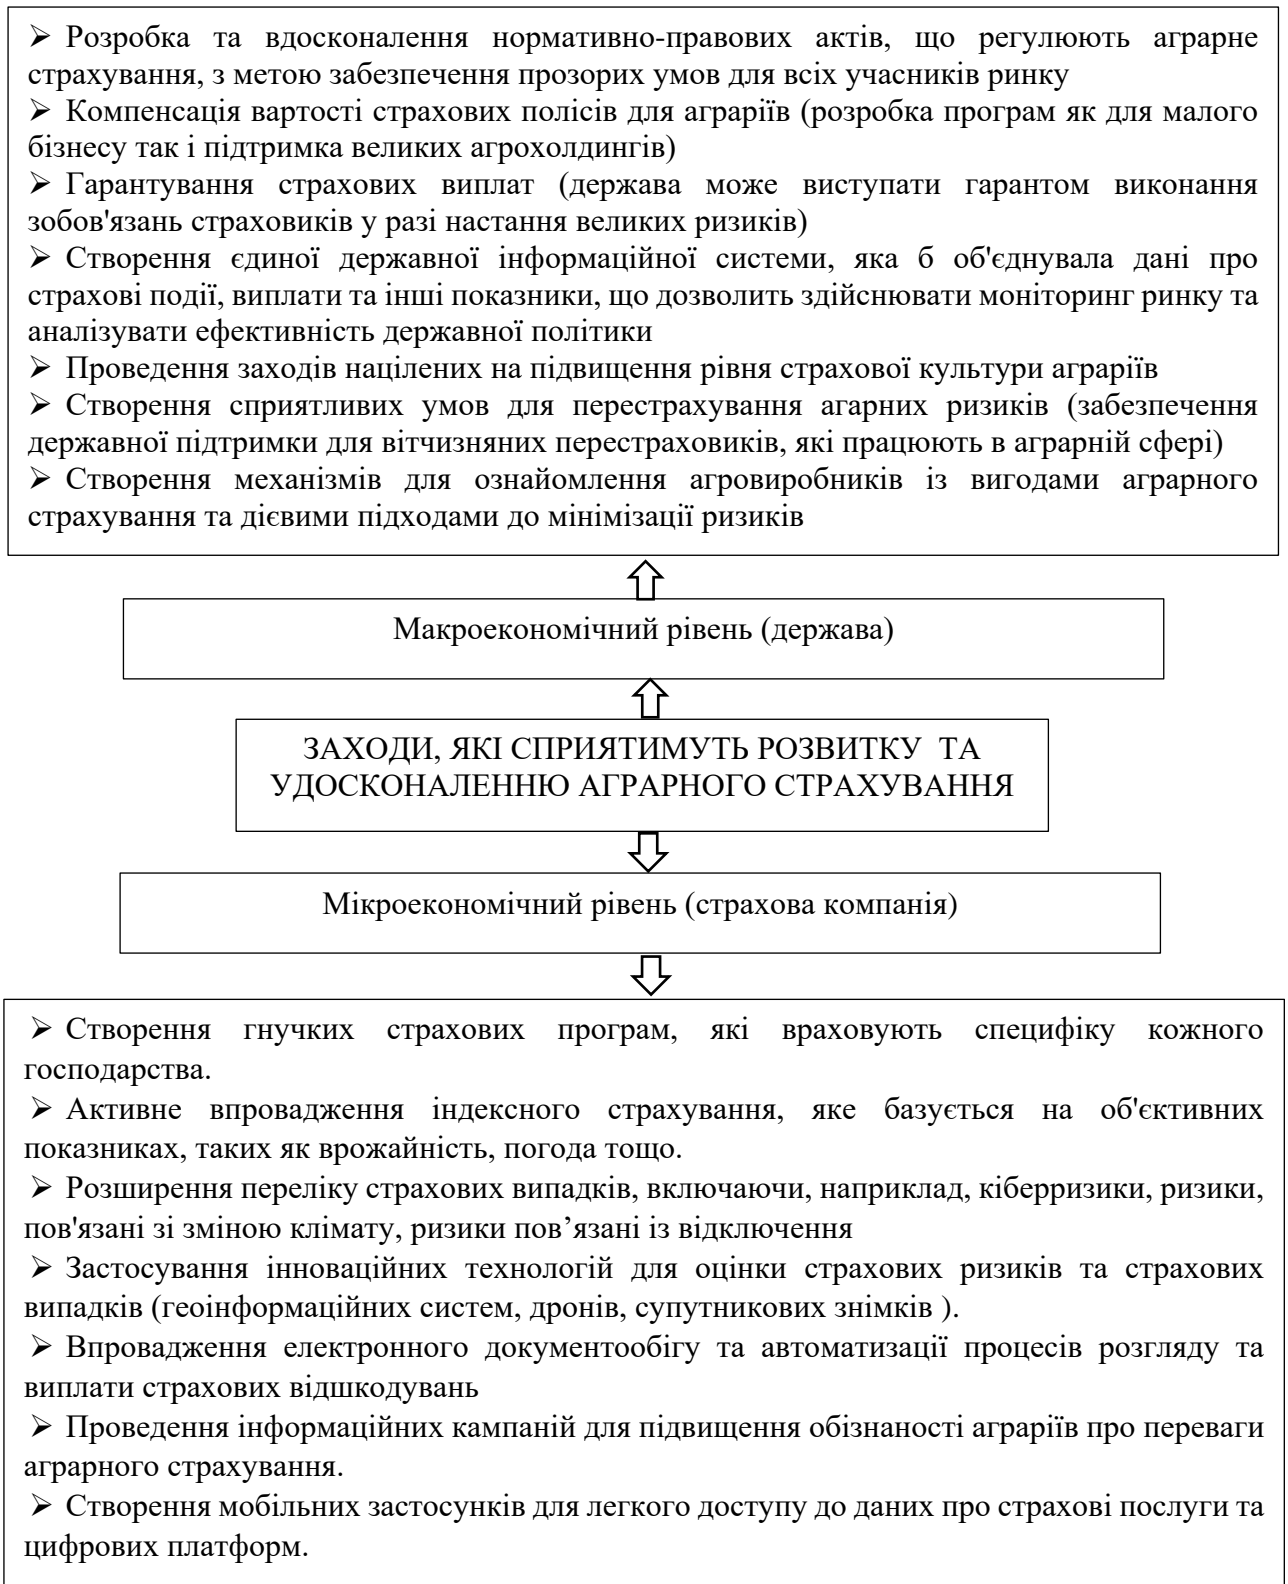 ➢ Розробка та вдосконалення нормативно-правових актів, що регулюють аграрне
страхування, з метою забезпечення прозорих умов для всіх учасників ринку
➢ Компенсація вартості страхових полісів для аграріїв (розробка програм як для малого
бізнесу так і підтримка великих агрохолдингів)
➢ Гарантування страхових виплат (держава може виступати гарантом виконання
зобов'язань страховиків у разі настання великих ризиків)
➢ Створення єдиної державної інформаційної системи, яка б об'єднувала дані про
страхові події, виплати та інші показники, що дозволить здійснювати моніторинг ринку та
аналізувати ефективність державної політики
➢ Проведення заходів націлених на підвищення рівня страхової культури аграріїв
➢ Створення сприятливих умов для перестрахування агарних ризиків (забезпечення
державної підтримки для вітчизняних перестраховиків, які працюють в аграрній сфері)
➢ Створення механізмів для ознайомлення агровиробників із вигодами аграрного
страхування та дієвими підходами до мінімізації ризиків
Макроекономічний рівень (держава)
ЗАХОДИ, ЯКІ СПРИЯТИМУТЬ РОЗВИТКУ ТА
УДОСКОНАЛЕННЮ АГРАРНОГО СТРАХУВАННЯ
Мікроекономічний рівень (страхова компанія)
➢ Створення гнучких страхових програм, які враховують специфіку кожного
господарства.
➢ Активне впровадження індексного страхування, яке базується на об'єктивних
показниках, таких як врожайність, погода тощо.
➢ Розширення переліку страхових випадків, включаючи, наприклад, кіберризики, ризики,
пов'язані зі зміною клімату, ризики пов’язані із відключення
➢ Застосування інноваційних технологій для оцінки страхових ризиків та страхових
випадків (геоінформаційних систем, дронів, супутникових знімків ).
➢ Впровадження електронного документообігу та автоматизації процесів розгляду та
виплати страхових відшкодувань
➢ Проведення інформаційних кампаній для підвищення обізнаності аграріїв про переваги
аграрного страхування.
➢ Створення мобільних застосунків для легкого доступу до даних про страхові послуги та
цифрових платформ.